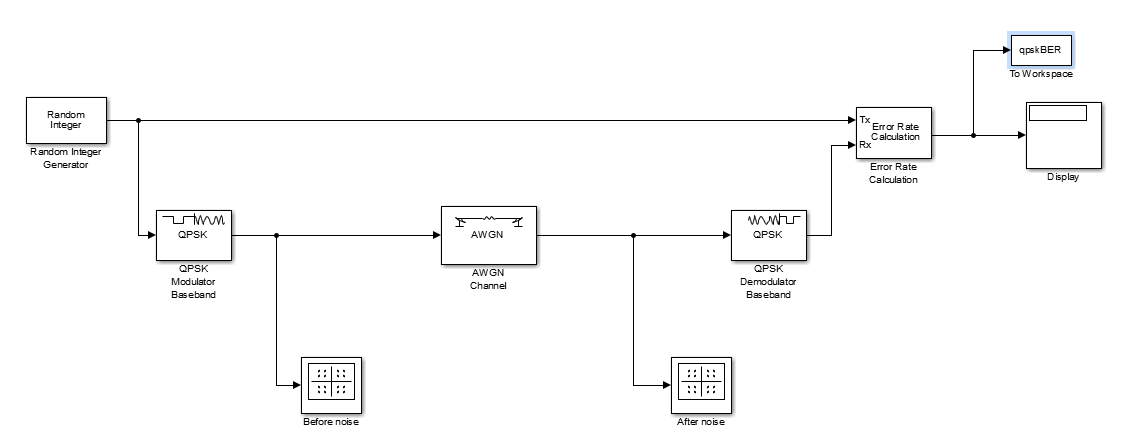 qpskBER
To Workspace
Random
Integer
Random Integer
Generator
Tx
Error Rate
Calculation
Rx
Error Rate
Calculation
Display
QPSK
QPSK
Modulator
Baseband
AWGN
AWGN
Channel
QPSK
QPSK
Demodulator
Baseband
Before noise
After noise